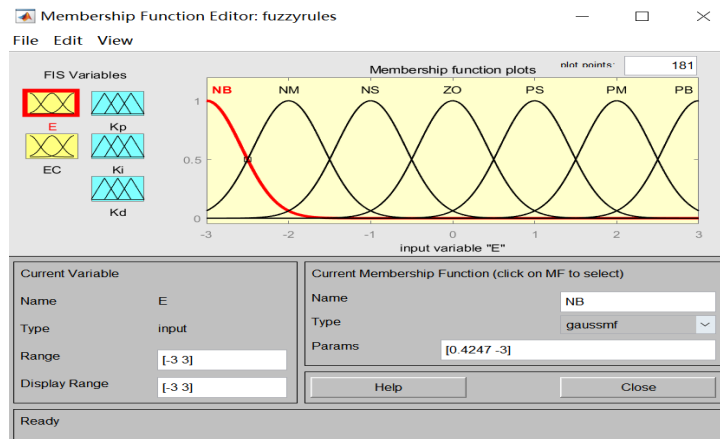 Membership Function Editor: fuzzyrules
File Edit View
FIS Variables
E
Kp
EC
Ki
Kd
Membership function plots
plot points:
181
NB NM NS ZO PS PM PB
1
0.5
0
-3 -2 -1 0 1 2 3
input variable "E"
Current Variable
Name E
Type input
Range [-3 3]
Display Range [-3 3]
Current Membership Function (click on MF to select)
Name NB
Type gaussmf
Params [0.4247 -3]
Help Close
Ready